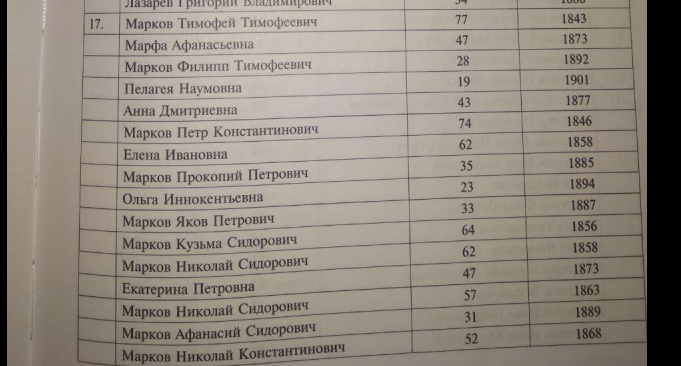 Лазарев Григорий Владимирович
17. Марков Тимофей Тимофеевич 77 1843
Марфа Афанасьевна 47 1873
Марков Филипп Тимофеевич 28 1892
Пелагея Наумовна 19 1901
Анна Дмитриевна 43 1877
Марков Петр Константинович 74 1846
Елена Ивановна 62 1858
Марков Прокопий Петрович 35 1885
Ольга Иннокентьевна 23 1894
Марков Яков Петрович 33 1887
Марков Кузьма Сидорович 64 1856
Марков Николай Сидорович 62 1858
Екатерина Петровна 47 1873
Марков Николай Сидорович 57 1863
Марков Афанасий Сидорович 31 1889
Марков Николай Константинович 52 1868